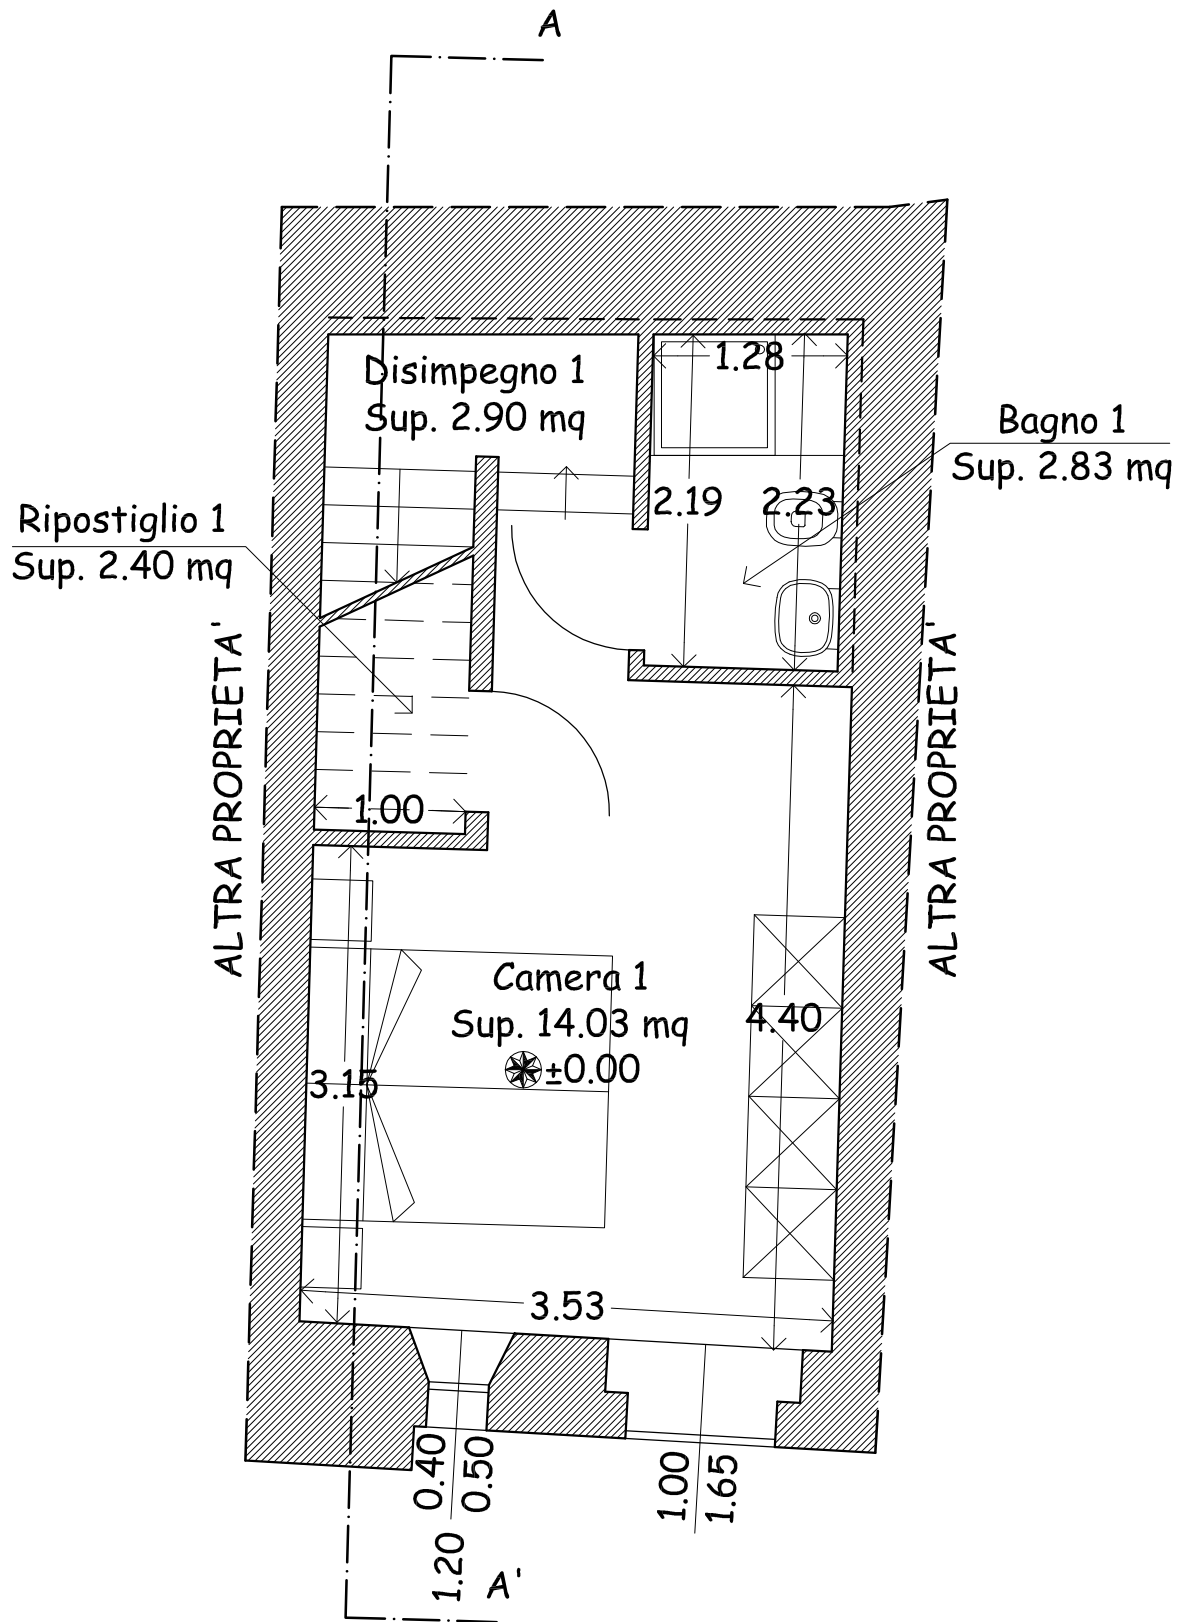 A
Disimpegno 1
Sup. 2.90 mq
1.28
Bagno 1
Sup. 2.83 mq
2.19
2.23
Ripostiglio 1
Sup. 2.40 mq
ALTRA PROPRIETA'
ALTRA PROPRIETA'
1.00
Camera 1
Sup. 14.03 mq
±0.00
4.40
3.15
3.53
0.40
0.50
1.20
1.00
1.65
A'